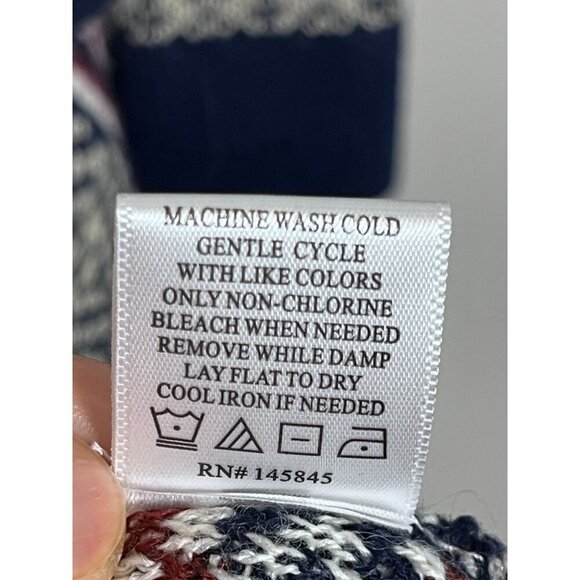 MACHINE WASH COLD
GENTLE CYCLE
WITH LIKE COLORS
ONLY NON-CHLORINE
BLEACH WHEN NEEDED
REMOVE WHILE DAMP
LAY FLAT TO DRY
COOL IRON IF NEEDED
RN# 145845